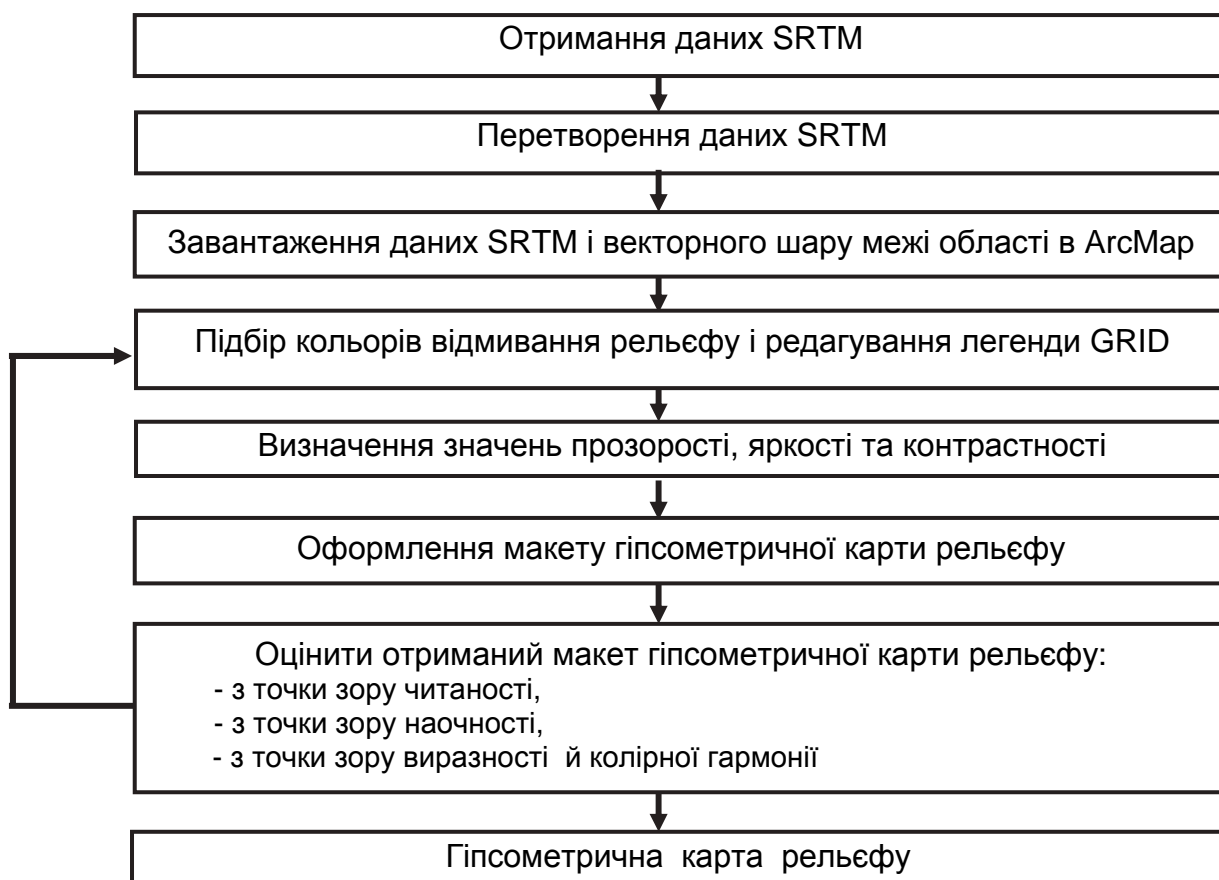 Отримання даних SRTM
Перетворення даних SRTM
Завантаження даних SRTM і векторного шару межі області в ArcMap
Підбір кольорів відмивання рельєфу і редагування легенди GRID
Визначення значень прозорості, яркості та контрастності
Оформлення макету гіпсометричної карти рельєфу
Оцінити отриманий макет гіпсометричної карти рельєфу:
- з точки зору читаності,
- з точки зору наочності,
- з точки зору виразності й колірної гармонії
Гіпсометрична карта рельєфу